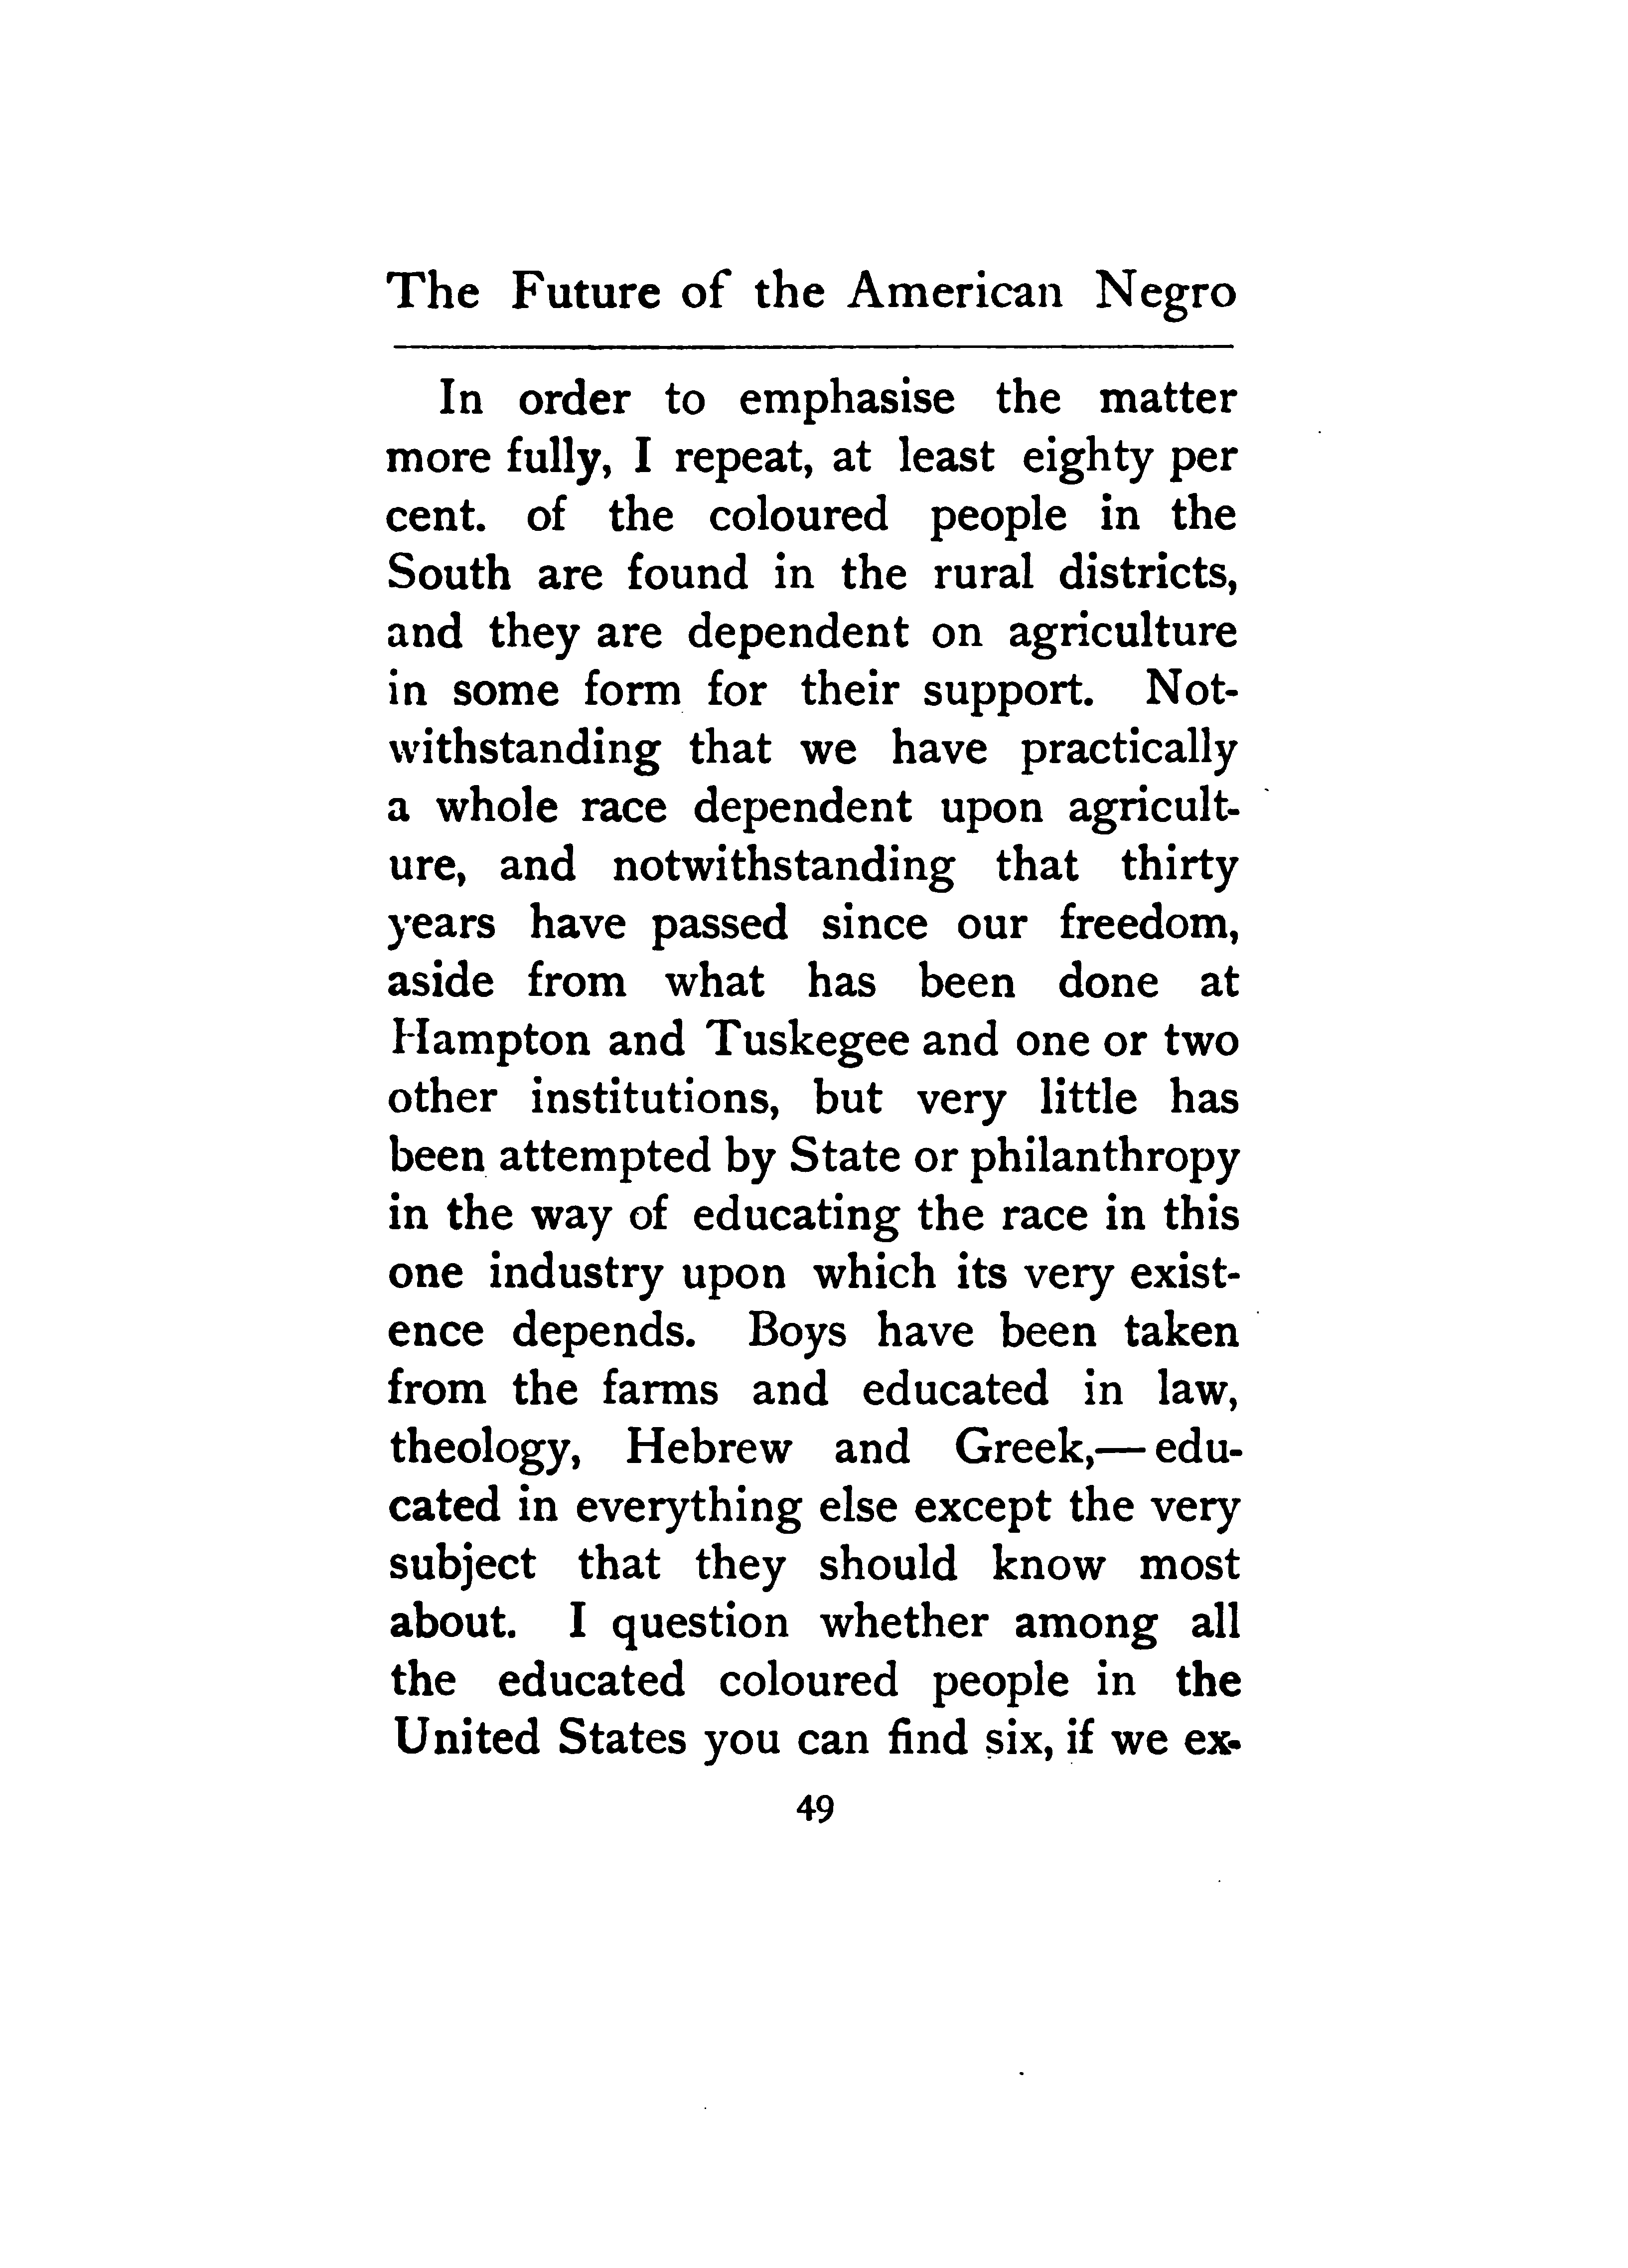 The Future of the American Negro
In order to emphasise the matter
more fully, I repeat, at least eighty per
cent. of the coloured people in the
South are found in the rural districts,
and they are dependent on agriculture
in some form for their support. Not-
withstanding that we have practically
a whole race dependent upon agricult-
ure, and notwithstanding that thirty
years have passed since our freedom,
aside from what has been done at
Hampton and Tuskegee and one or two
other institutions, but very little has
been attempted by State or philanthropy
in the way of educating the race in this
one industry upon which its very exist-
ence depends. Boys have been taken
from the farms and educated in law,
theology, Hebrew and Greek,—edu-
cated in everything else except the very
subject that they should know most
about. I question whether among all
the educated coloured people in the
United States you can find six, if we ex-
49